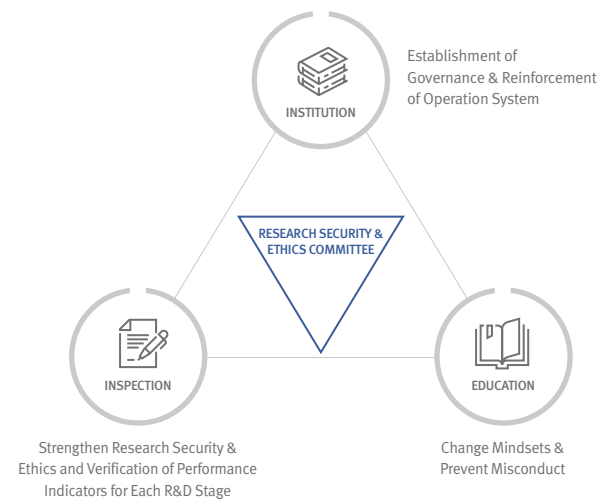 INSTITUTION
Establishment of
Governance & Reinforcement
of Operation System
RESEARCH SECURITY &
ETHICS COMMITTEE
INSPECTION
Strengthen Research Security &
Ethics and Verification of Performance
Indicators for Each R&D Stage
EDUCATION
Change Mindsets &
Prevent Misconduct